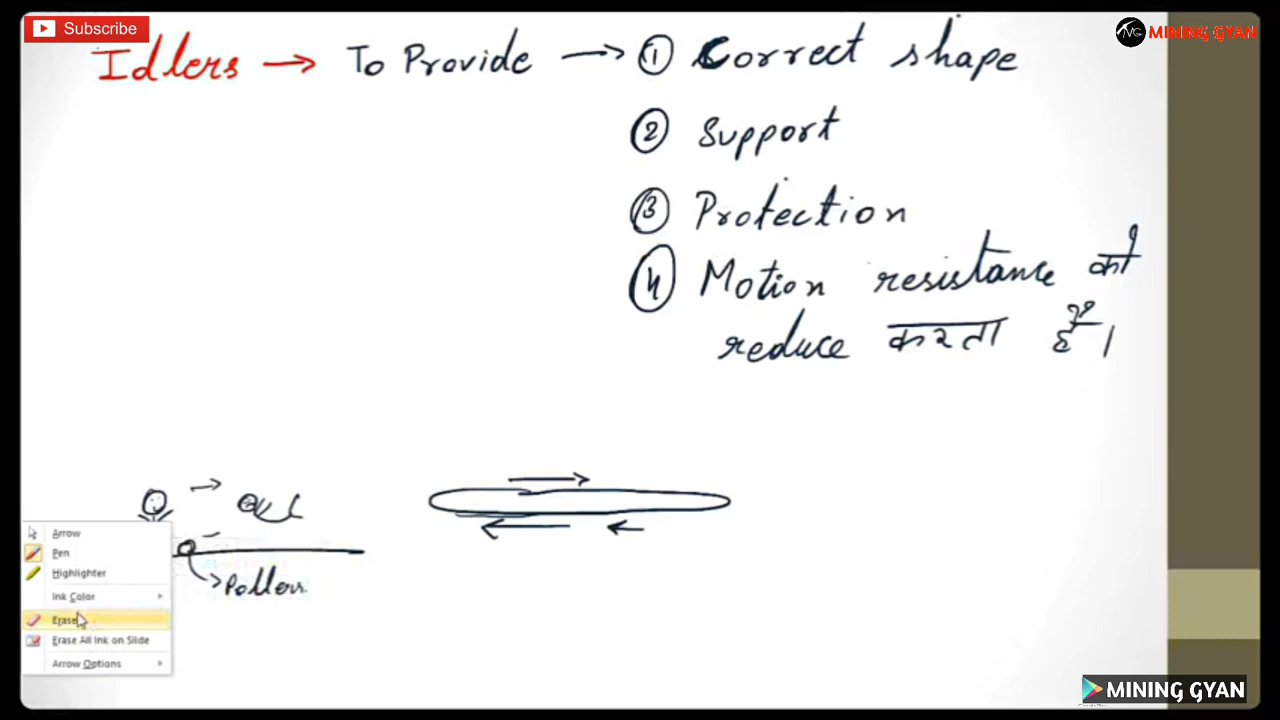 Subscribe
MINING GYAN
Idlers → To Provide → ① Correct shape
② Support
③ Protection
④ Motion resistance को
reduce करता है।
Arrow
Pen
Highlighter
Ink Color
Eraser
Erase All Ink on Slide
Arrow Options
MINING GYAN